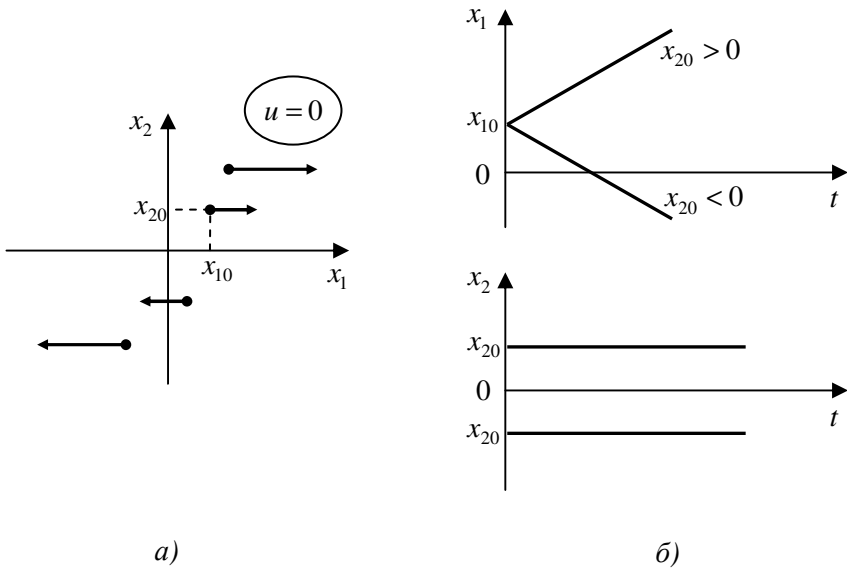 u = 0
x₂
x₂₀
x₁₀
x₁
а)
x₁
x₂₀ > 0
x₁₀
0
x₂₀ < 0
t
x₂
x₂₀
0
t
x₂₀
б)